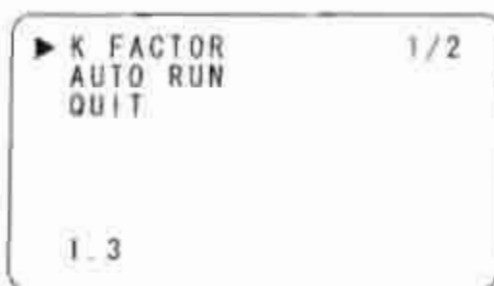 ▶ K FACTOR 1/2
AUTO RUN
QUIT
1.3